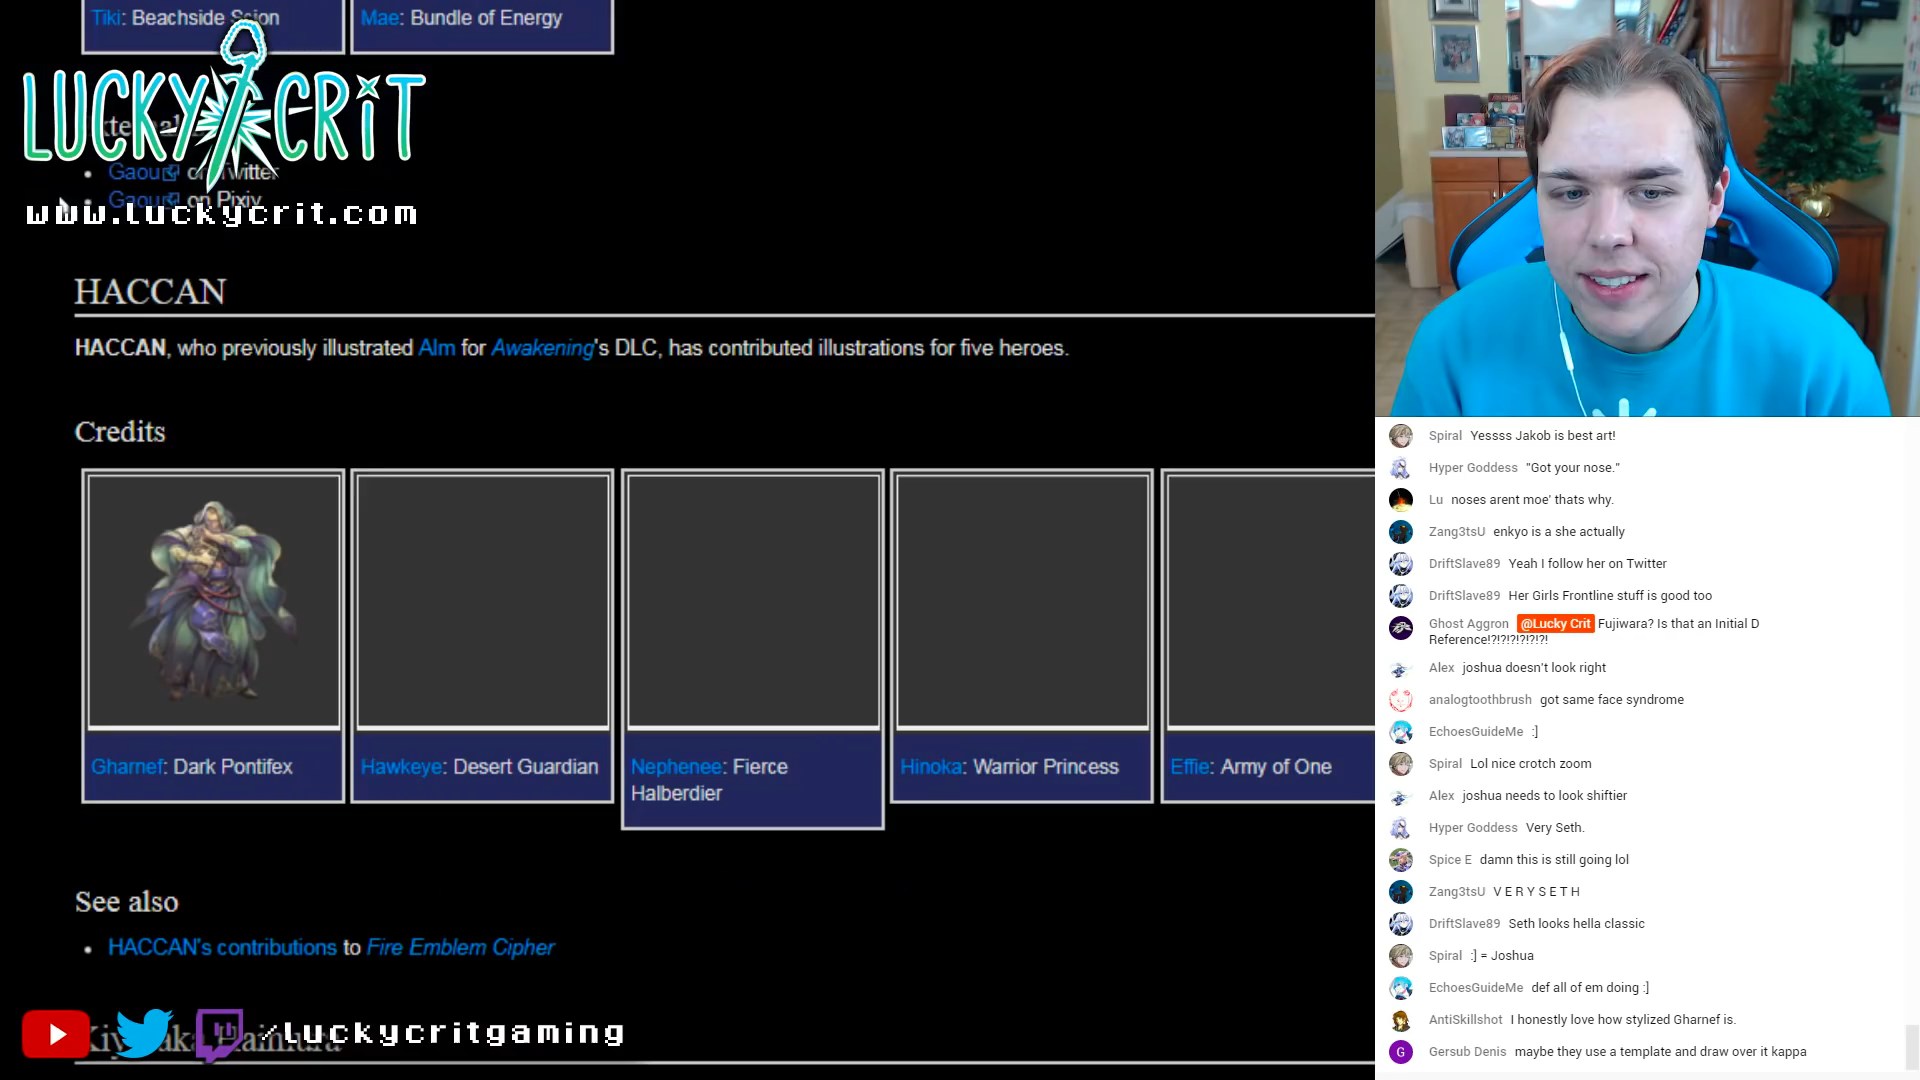 Tiki: Beachside Scion
Mae: Bundle of Energy
LUCKY CRIT
www.luckycrit.com
Gaou on Twitter
Gaou on Pixiv
HACCAN
HACCAN, who previously illustrated Alm for Awakening's DLC, has contributed illustrations for five heroes.
Credits
Gharnef: Dark Pontifex
Hawkeye: Desert Guardian
Nephenee: Fierce
Halberdier
Hinoka: Warrior Princess
Effie: Army of One
See also
HACCAN's contributions to Fire Emblem Cipher
/luckycritgaming
Spiral Yessss Jakob is best art!
Hyper Goddess "Got your nose."
Lu noses arent moe' thats why.
Zang3tsU enkyo is a she actually
DriftSlave89 Yeah I follow her on Twitter
DriftSlave89 Her Girls Frontline stuff is good too
Ghost Aggron @Lucky Crit Fujiwara? Is that an Initial D
Reference!?!?!?!?!?!
Alex joshua doesn't look right
analogtoothbrush got same face syndrome
EchoesGuideMe :]
Spiral Lol nice crotch zoom
Alex joshua needs to look shiftier
Hyper Goddess Very Seth.
Spice E damn this is still going lol
Zang3tsU V E R Y S E T H
DriftSlave89 Seth looks hella classic
Spiral :] = Joshua
EchoesGuideMe def all of em doing :]
AntiSkillshot I honestly love how stylized Gharnef is.
G Gersub Denis maybe they use a template and draw over it kappa